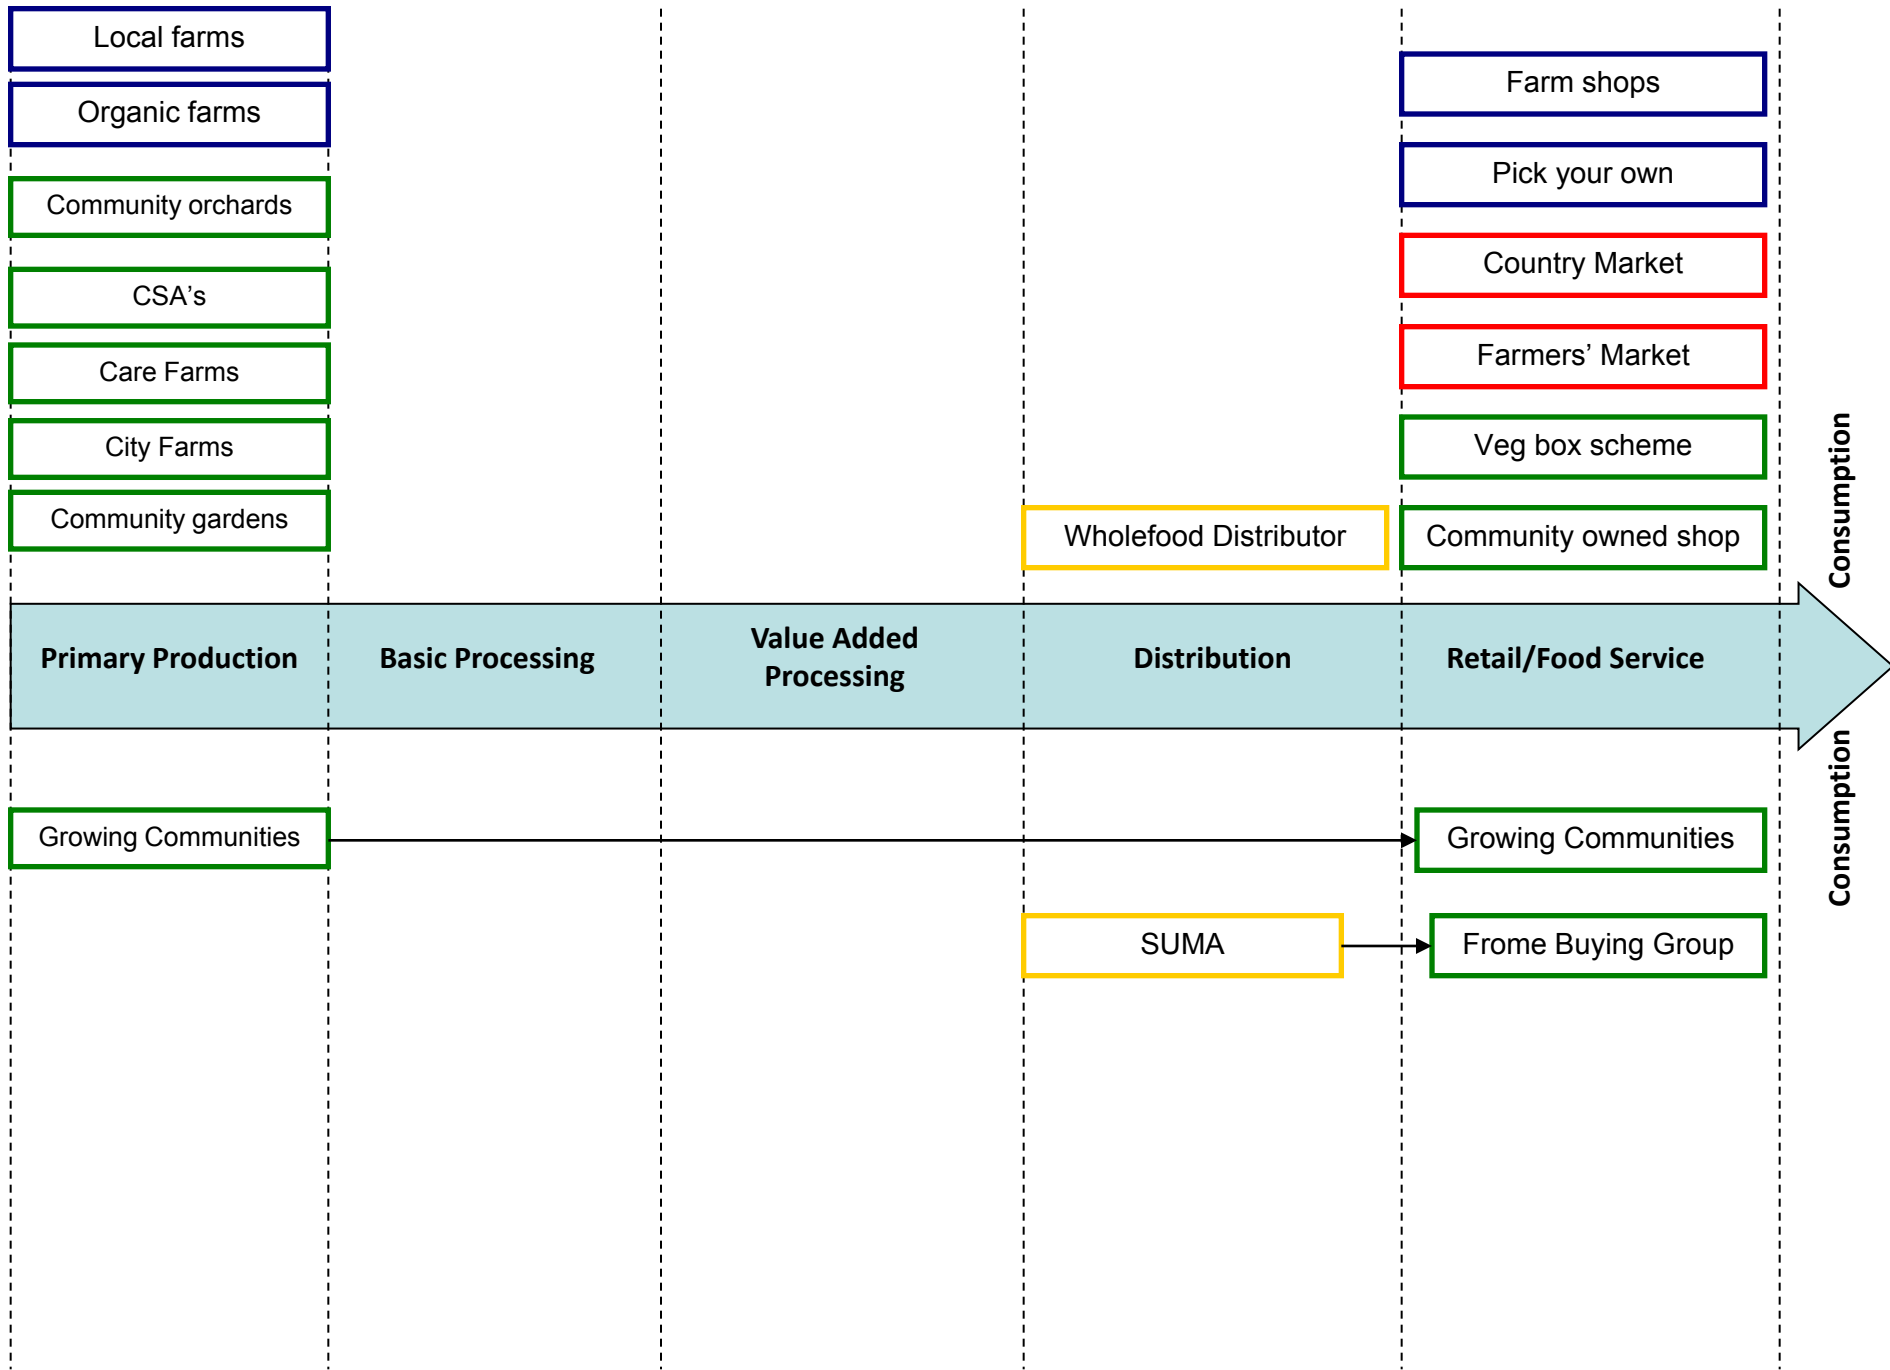 Local farms
Organic farms
Community orchards
CSA’s
Care Farms
City Farms
Community gardens
Wholefood Distributor
Farm shops
Pick your own
Country Market
Farmers’ Market
Veg box scheme
Community owned shop
Consumption
Primary Production
Basic Processing
Value Added
Processing
Distribution
Retail/Food Service
Consumption
Growing Communities
Growing Communities
SUMA
Frome Buying Group